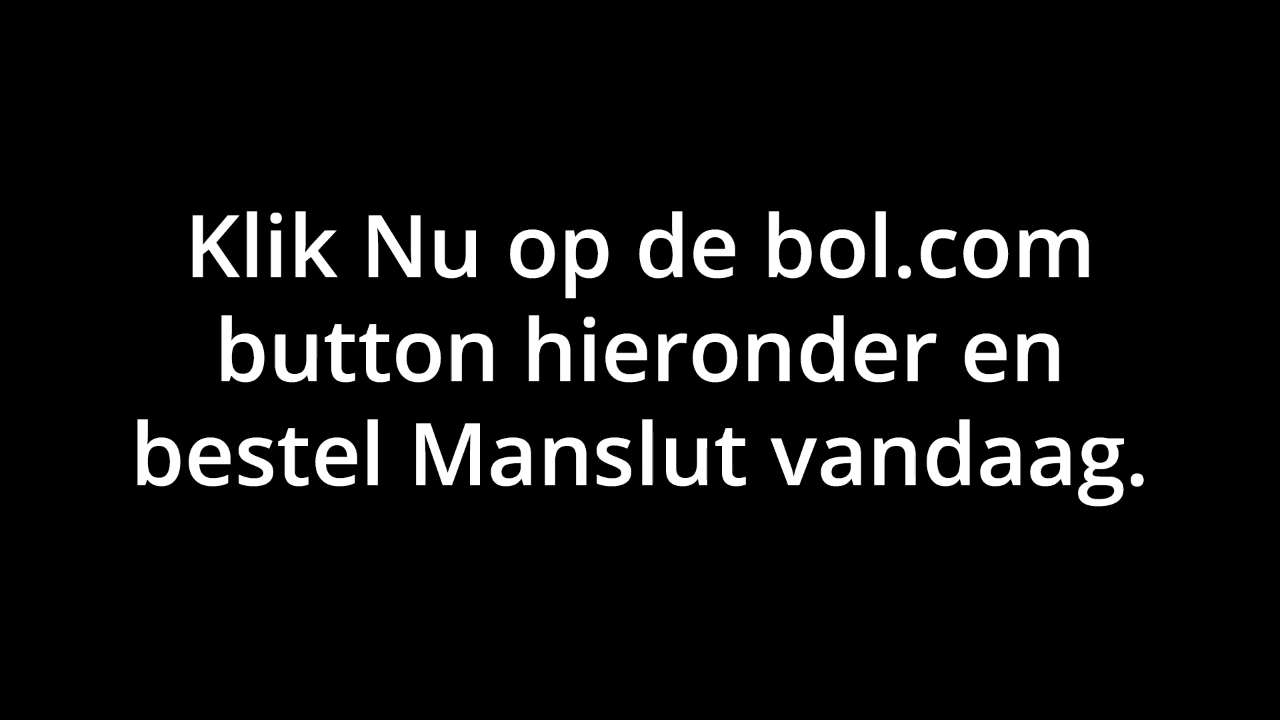 Klik Nu op de bol.com
button hieronder en
bestel Manslut vandaag.